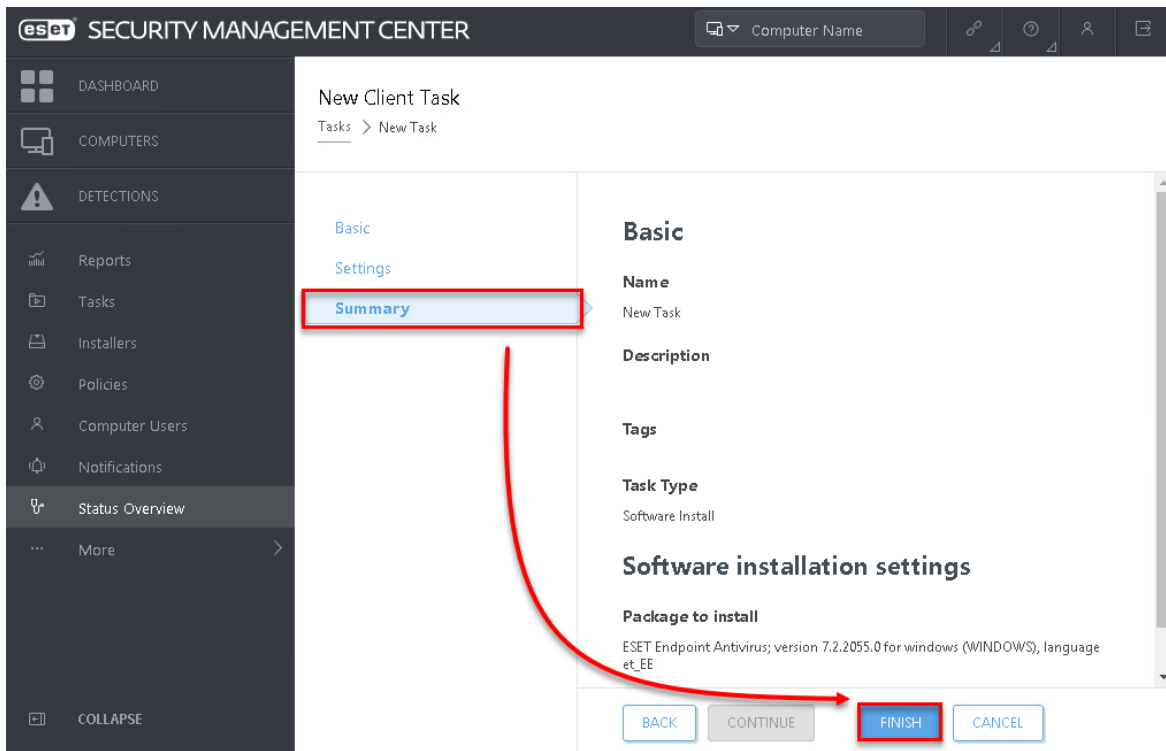 eset SECURITY MANAGEMENT CENTER
Computer Name
DASHBOARD
COMPUTERS
DETECTIONS
Reports
Tasks
Installers
Policies
Computer Users
Notifications
Status Overview
More
COLLAPSE
New Client Task
Tasks > New Task
Basic
Settings
Summary
Basic
Name
New Task
Description
Tags
Task Type
Software Install
Software installation settings
Package to install
ESET Endpoint Antivirus; version 7.2.2055.0 for windows (WINDOWS), language
et_EE
BACK
CONTINUE
FINISH
CANCEL